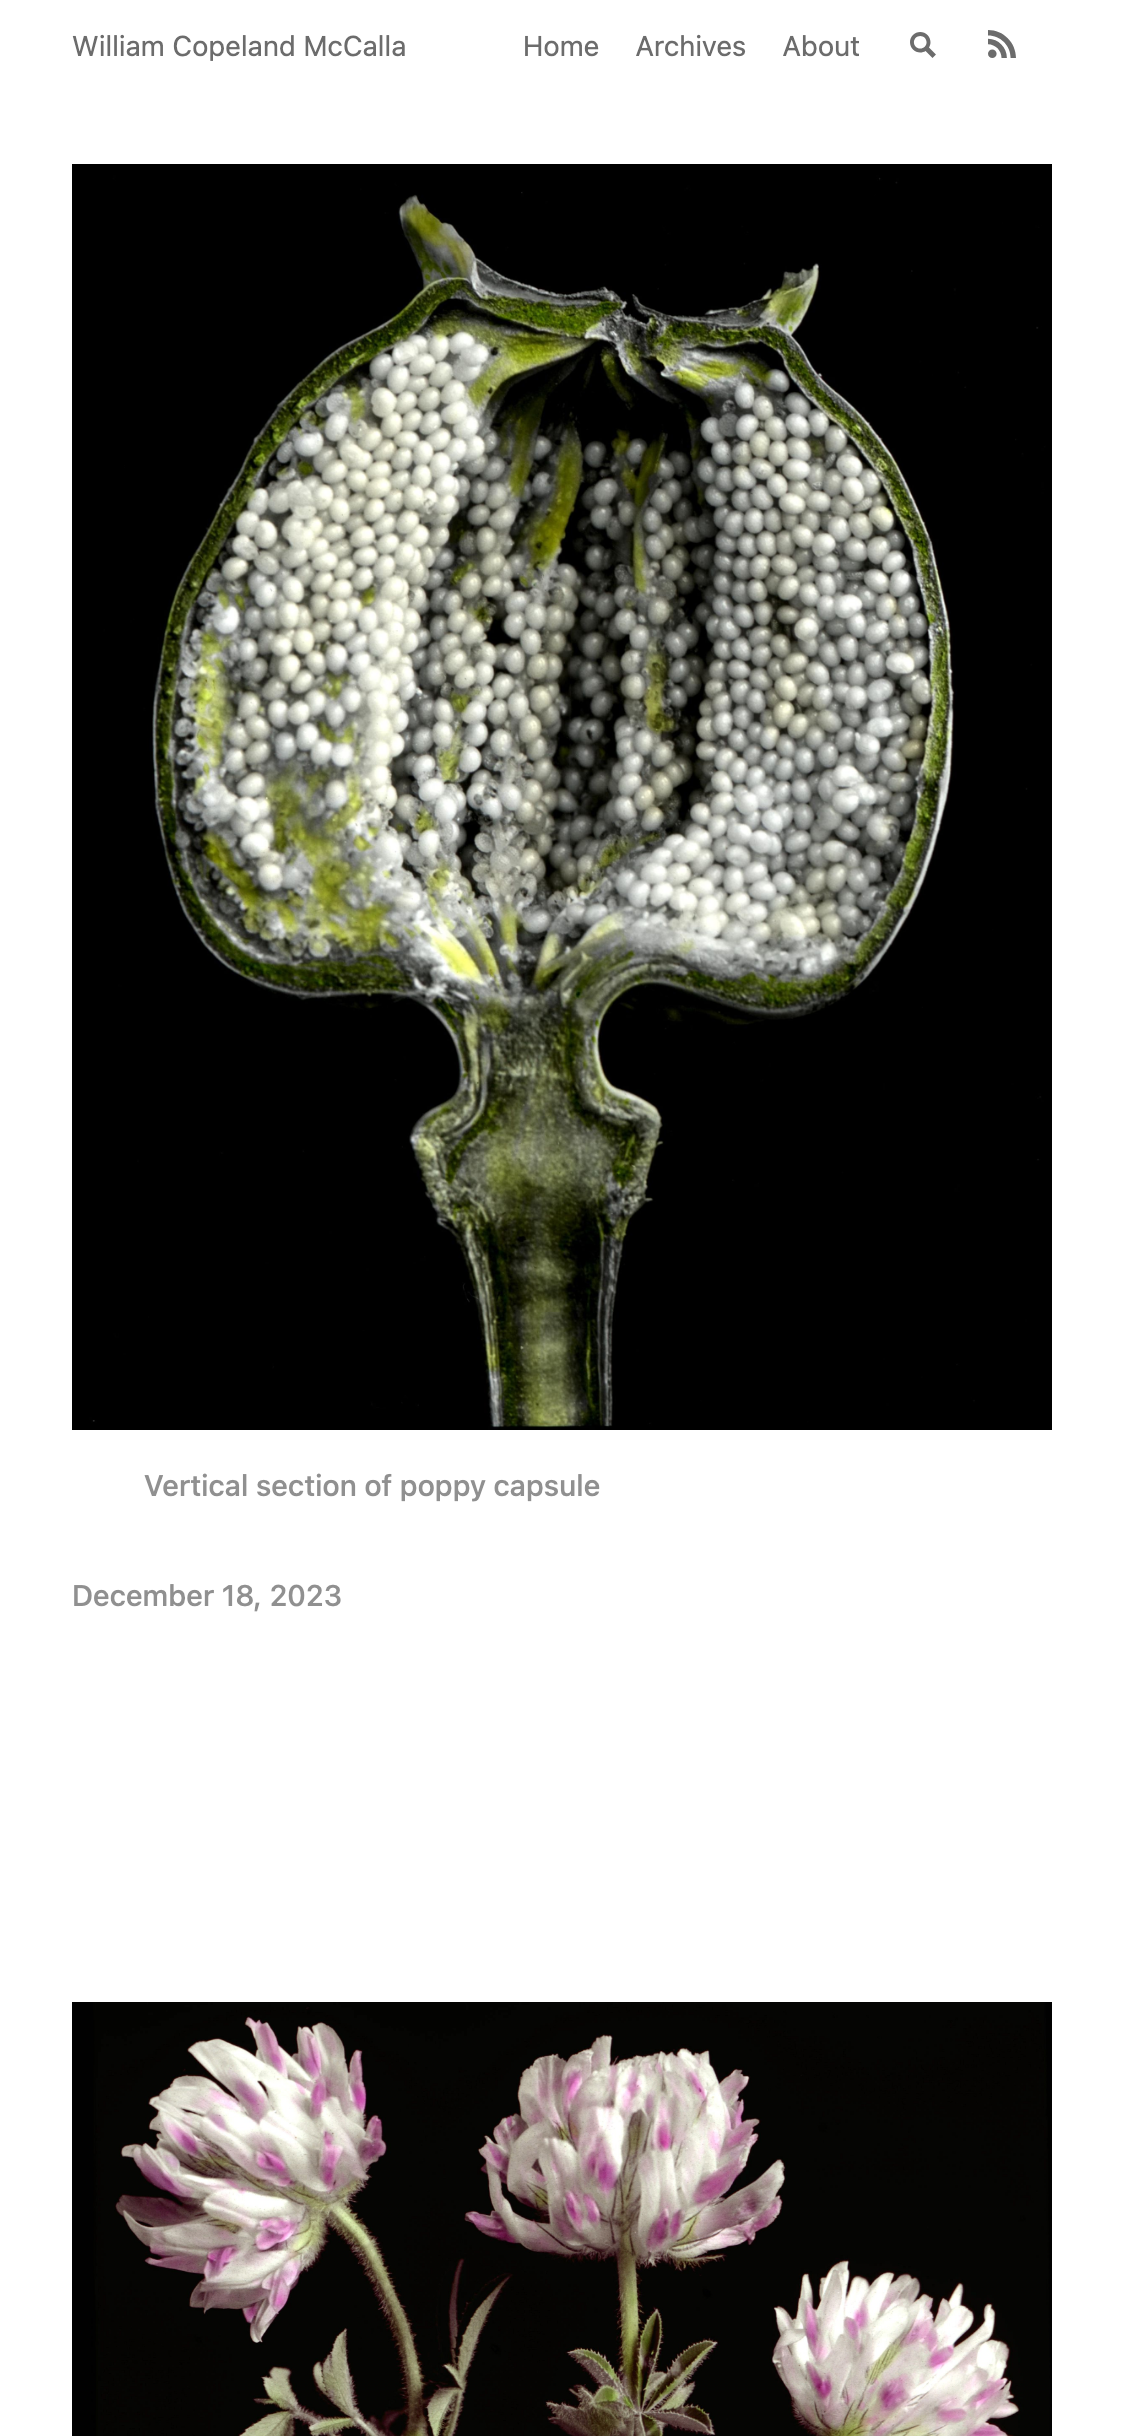 William Copeland McCalla Home Archives About
Vertical section of poppy capsule
December 18, 2023